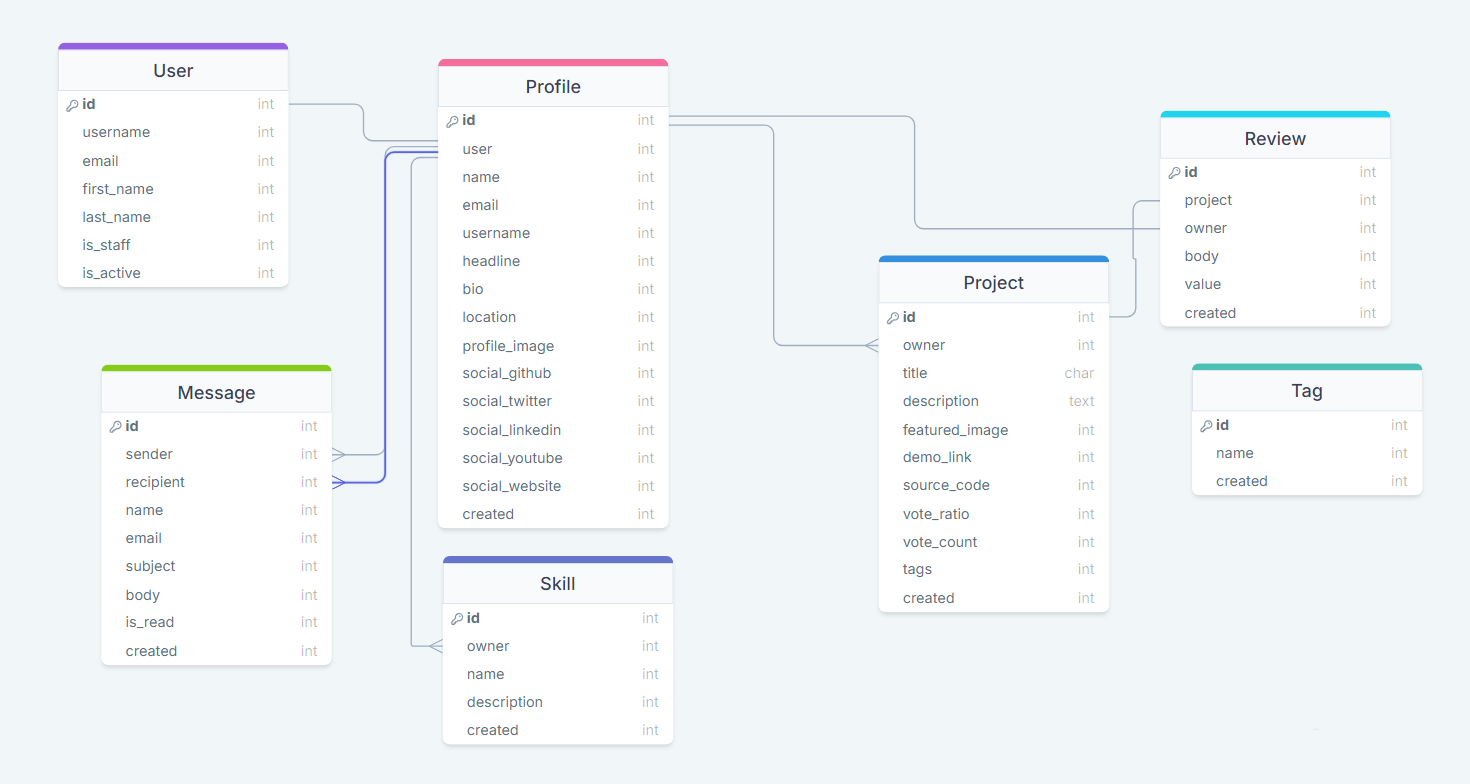 User
id int
username int
email int
first_name int
last_name int
is_staff int
is_active int
Message
id int
sender int
recipient int
name int
email int
subject int
body int
is_read int
created int
Profile
id int
user int
name int
email int
username int
headline int
bio int
location int
profile_image int
social_github int
social_twitter int
social_linkedin int
social_youtube int
social_website int
created int
Skill
id int
owner int
name int
description int
created int
Project
id int
owner int
title char
description text
featured_image int
demo_link int
source_code int
vote_ratio int
vote_count int
tags int
created int
Review
id int
project int
owner int
body int
value int
created int
Tag
id int
name int
created int